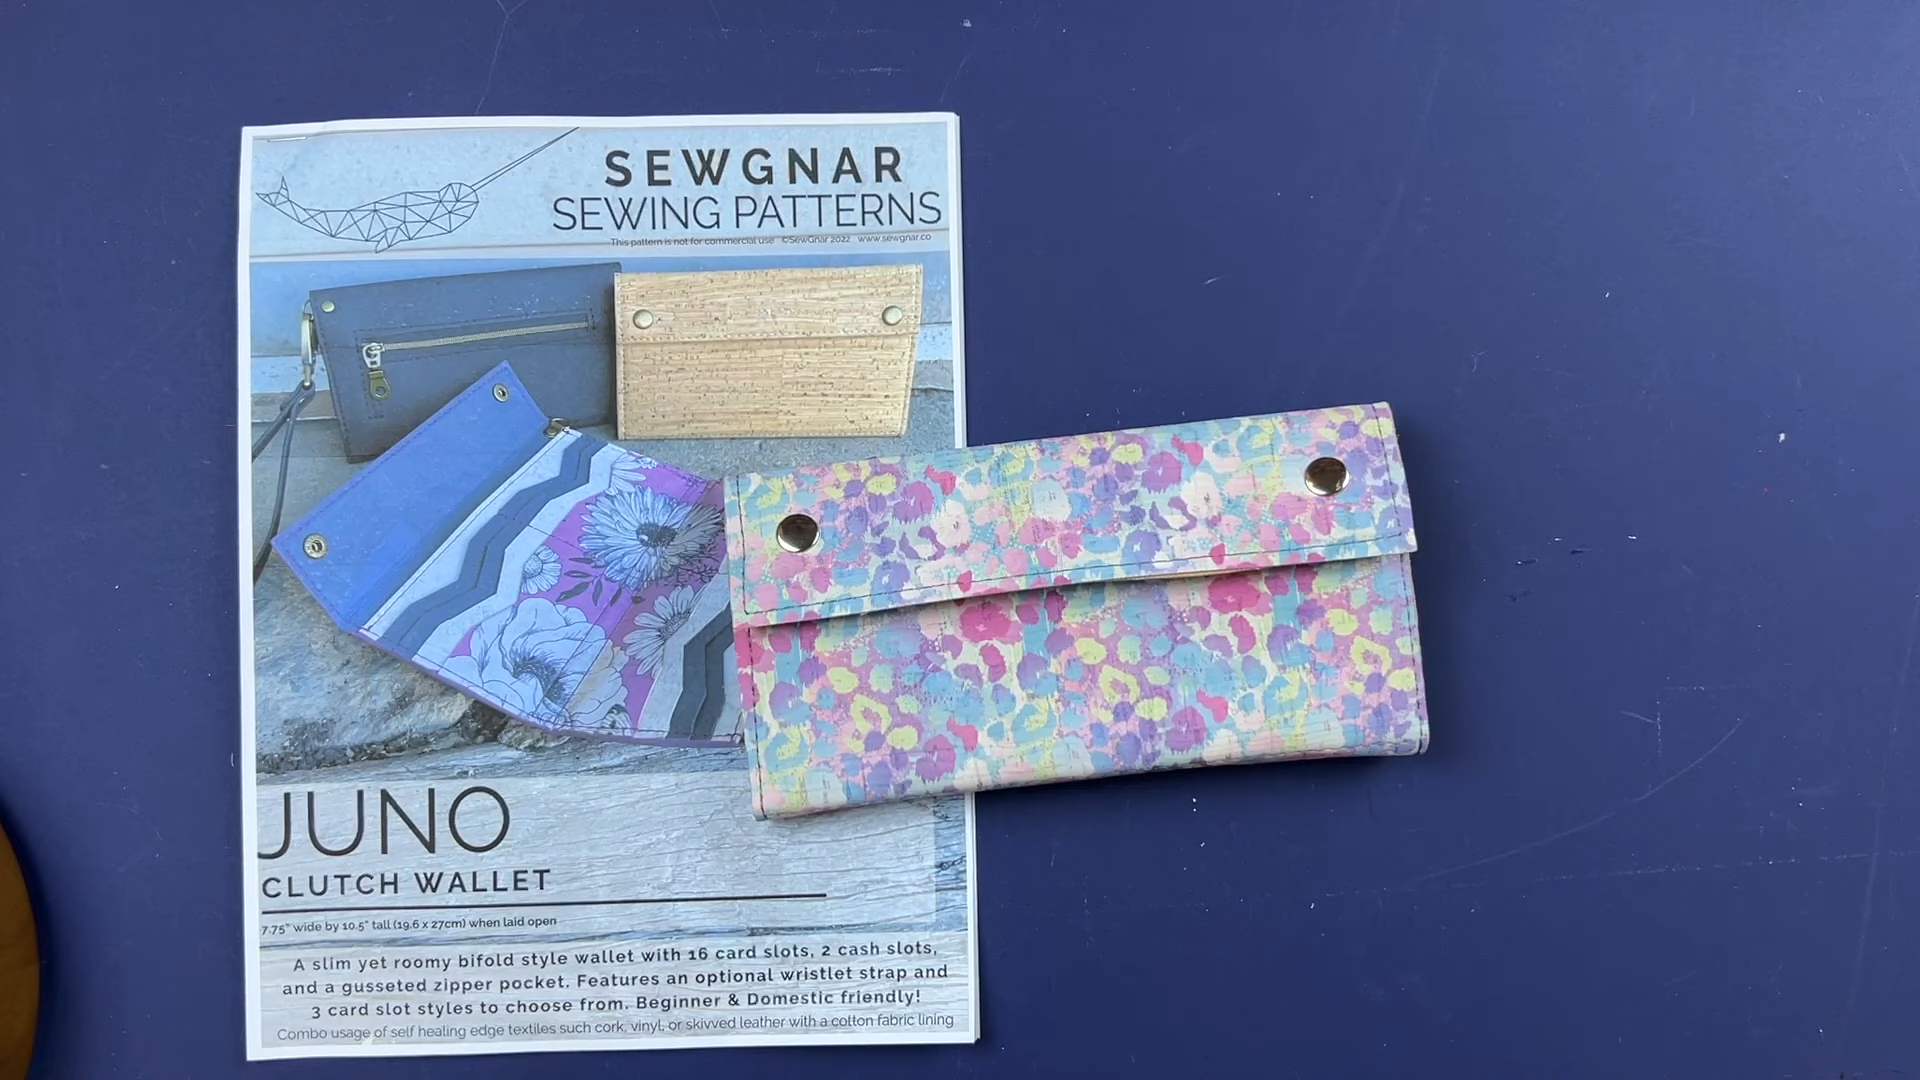 SEWGNAR
SEWING PATTERNS
This pattern is not for commercial use ©SewGnar 2022 www.sewgnar.co
JUNO
CLUTCH WALLET
7.75" wide by 10.5" tall (19.6 x 27cm) when laid open
A slim yet roomy bifold style wallet with 16 card slots, 2 cash slots,
and a gusseted zipper pocket. Features an optional wristlet strap and
3 card slot styles to choose from. Beginner & Domestic friendly!
Combo usage of self healing edge textiles such cork, vinyl, or skivved leather with a cotton fabric lining